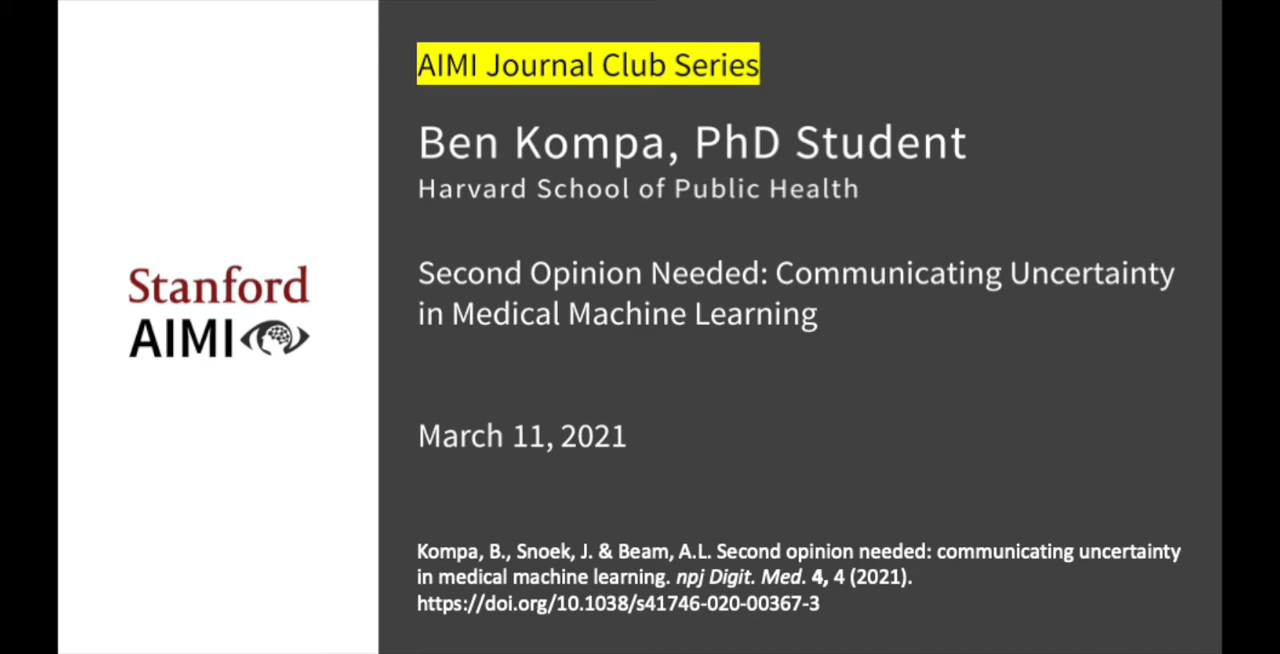 AIMI Journal Club Series
Ben Kompa, PhD Student
Harvard School of Public Health
Second Opinion Needed: Communicating Uncertainty
in Medical Machine Learning
Stanford
AIMI
March 11, 2021
Kompa, B., Snoek, J. & Beam, A.L. Second opinion needed: communicating uncertainty
in medical machine learning. npj Digit. Med. 4, 4 (2021).
https://doi.org/10.1038/s41746-020-00367-3